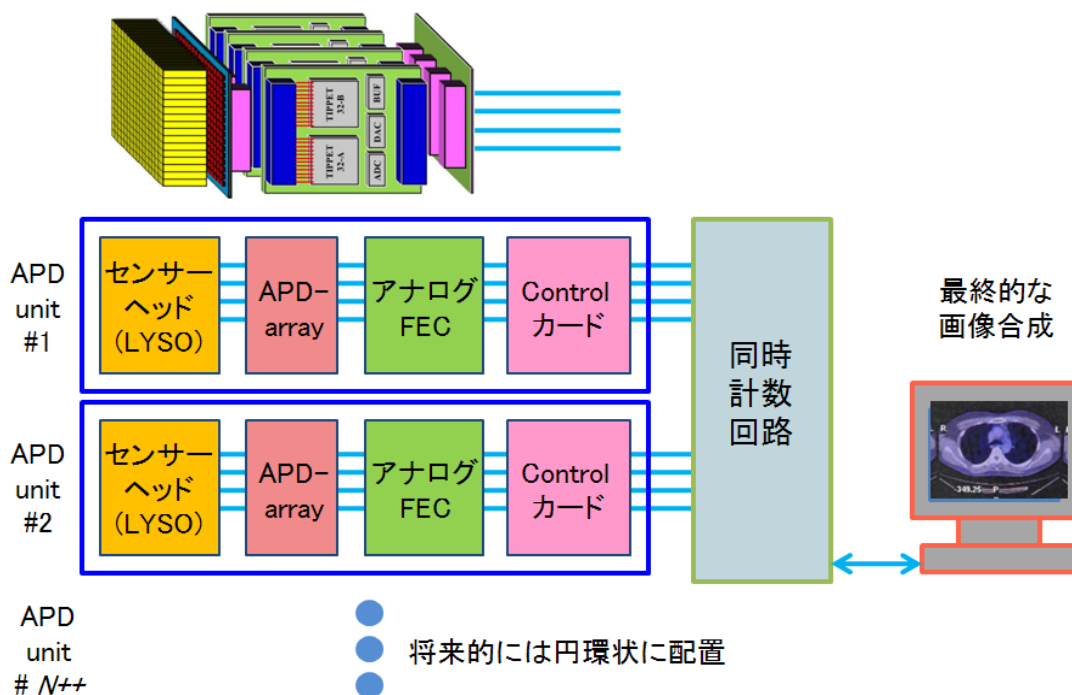 TIPPET
32-B
TIPPET
32-A
BUF
DAC
ADC
APD
unit
#1
センサー
ヘッド
(LYSO)
APD-
array
アナログ
FEC
Control
カード
同時
計数
回路
最終的な
画像合成
R
L
349.25
P
APD
unit
#2
センサー
ヘッド
(LYSO)
APD-
array
アナログ
FEC
Control
カード
APD
unit
# N++
将来的には円環状に配置